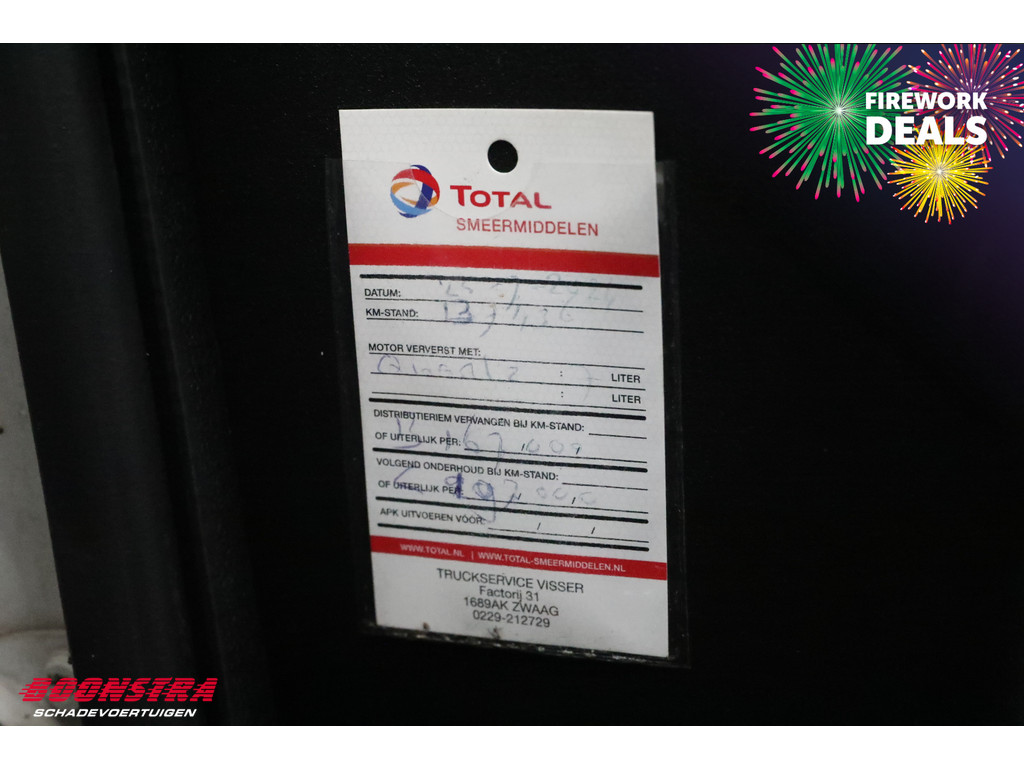 FIREWORK
DEALS
TOTAL
SMEERMIDDELEN
DATUM:
KM-STAND:
MOTOR VERVERST MET:
: 7 LITER
: LITER
DISTRIBUTIERIEM VERVANGEN BIJ KM-STAND:
OF UITERLIJK PER:
VOLGEND ONDERHOUD BIJ KM-STAND:
OF UITERLIJK PER:
APK UITVOEREN VÓÓR: / /
WWW.TOTAL.NL | WWW.TOTAL-SMEERMIDDELEN.NL
TRUCKSERVICE VISSER
Factorij 31
1689AK ZWAAG
0229-212729
BOONSTRA
SCHADEVOERTUIGEN